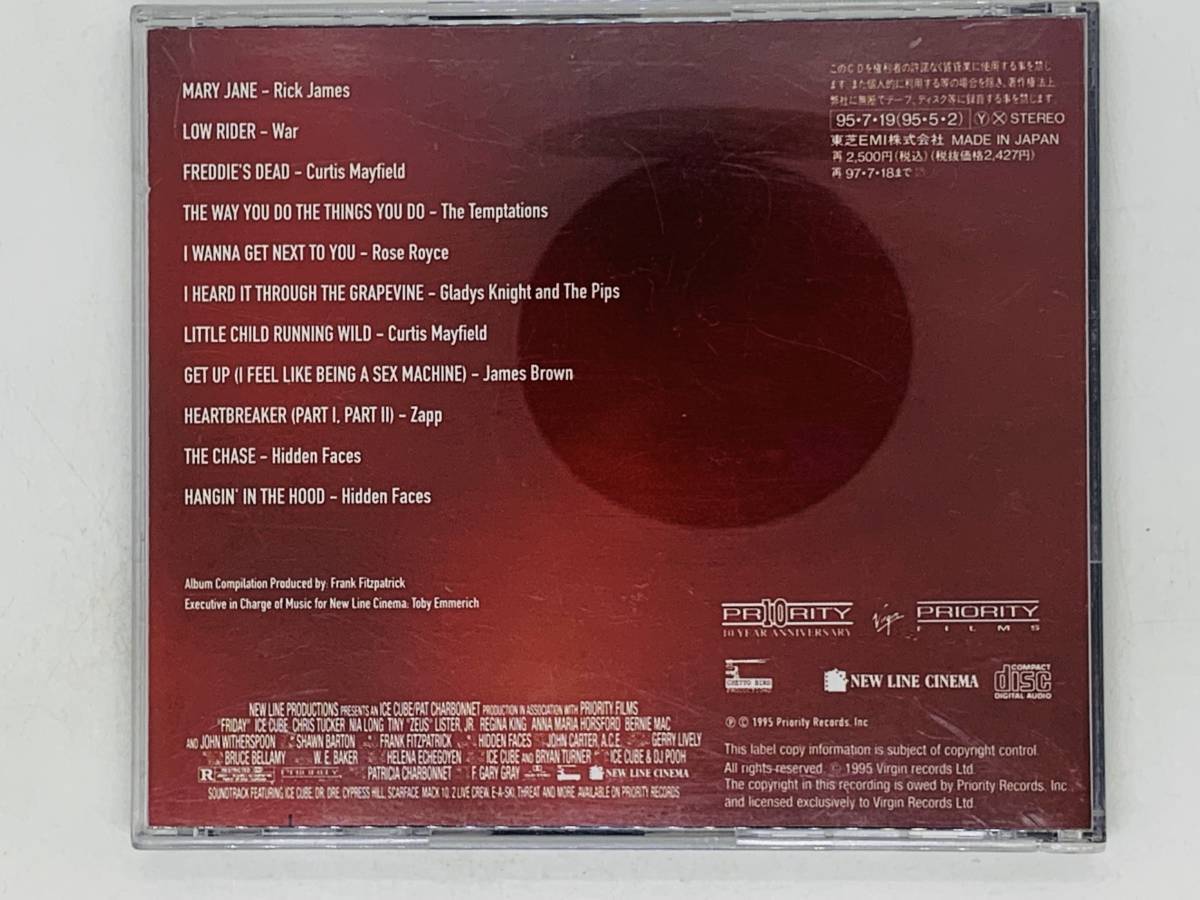 MARY JANE – Rick James
LOW RIDER – War
FREDDIE'S DEAD – Curtis Mayfield
THE WAY YOU DO THE THINGS YOU DO – The Temptations
I WANNA GET NEXT TO YOU – Rose Royce
I HEARD IT THROUGH THE GRAPEVINE – Gladys Knight and The Pips
LITTLE CHILD RUNNING WILD – Curtis Mayfield
GET UP (I FEEL LIKE BEING A SEX MACHINE) – James Brown
HEARTBREAKER (PART I, PART II) – Zapp
THE CHASE – Hidden Faces
HANGIN' IN THE HOOD – Hidden Faces
このCDを権利者の許諾なく賃貸業に使用する事を禁じ
ます。また個人的に利用する等の場合を除き、著作権法上
弊社に無断でテープ、ディスク等に録音する事を禁じます。
95・7・19(95・5・2) Ⓨ Ⓧ STEREO
東芝EMI株式会社 MADE IN JAPAN
再 2,500円(税込)(税抜価格2,427円)
再 97・7・18まで
Album Compilation Produced by: Frank Fitzpatrick
Executive in Charge of Music for New Line Cinema: Toby Emmerich
PR10RITY
10 YEAR ANNIVERSARY
Virgin
PRIORITY
FILMS
GHETTO BIRD
PRODUCTIONS
NEW LINE CINEMA
COMPACT
disc
DIGITAL AUDIO
NEW LINE PRODUCTIONS PRESENTS AN ICE CUBE/PAT CHARBONNET PRODUCTION IN ASSOCIATION WITH PRIORITY FILMS
"FRIDAY" ICE CUBE, CHRIS TUCKER, NIA LONG, TINY "ZEUS" LISTER, JR. REGINA KING, ANNA MARIA HORSFORD, BERNIE MAC
AND JOHN WITHERSPOON SHAWN BARTON FRANK FITZPATRICK HIDDEN FACES JOHN CARTER, A.C.E. GERRY LIVELY
BRUCE BELLAMY W. E. BAKER HELENA ECHEGOYEN ICE CUBE AND BRYAN TURNER ICE CUBE & DJ POOH
R PRIORITY PATRICIA CHARBONNET F. GARY GRAY NEW LINE CINEMA
SOUNDTRACK FEATURING ICE CUBE, DR. DRE, CYPRESS HILL, SCARFACE, MACK 10, 2 LIVE CREW, E-A-SKI, THREAT AND MORE. AVAILABLE ON PRIORITY RECORDS
Ⓟ © 1995 Priority Records, Inc
This label copy information is subject of copyright control.
All rights reserved. © 1995 Virgin records Ltd.
The copyright in this recording is owed by Priority Records, Inc
and licensed exclusively to Virgin Records Ltd.